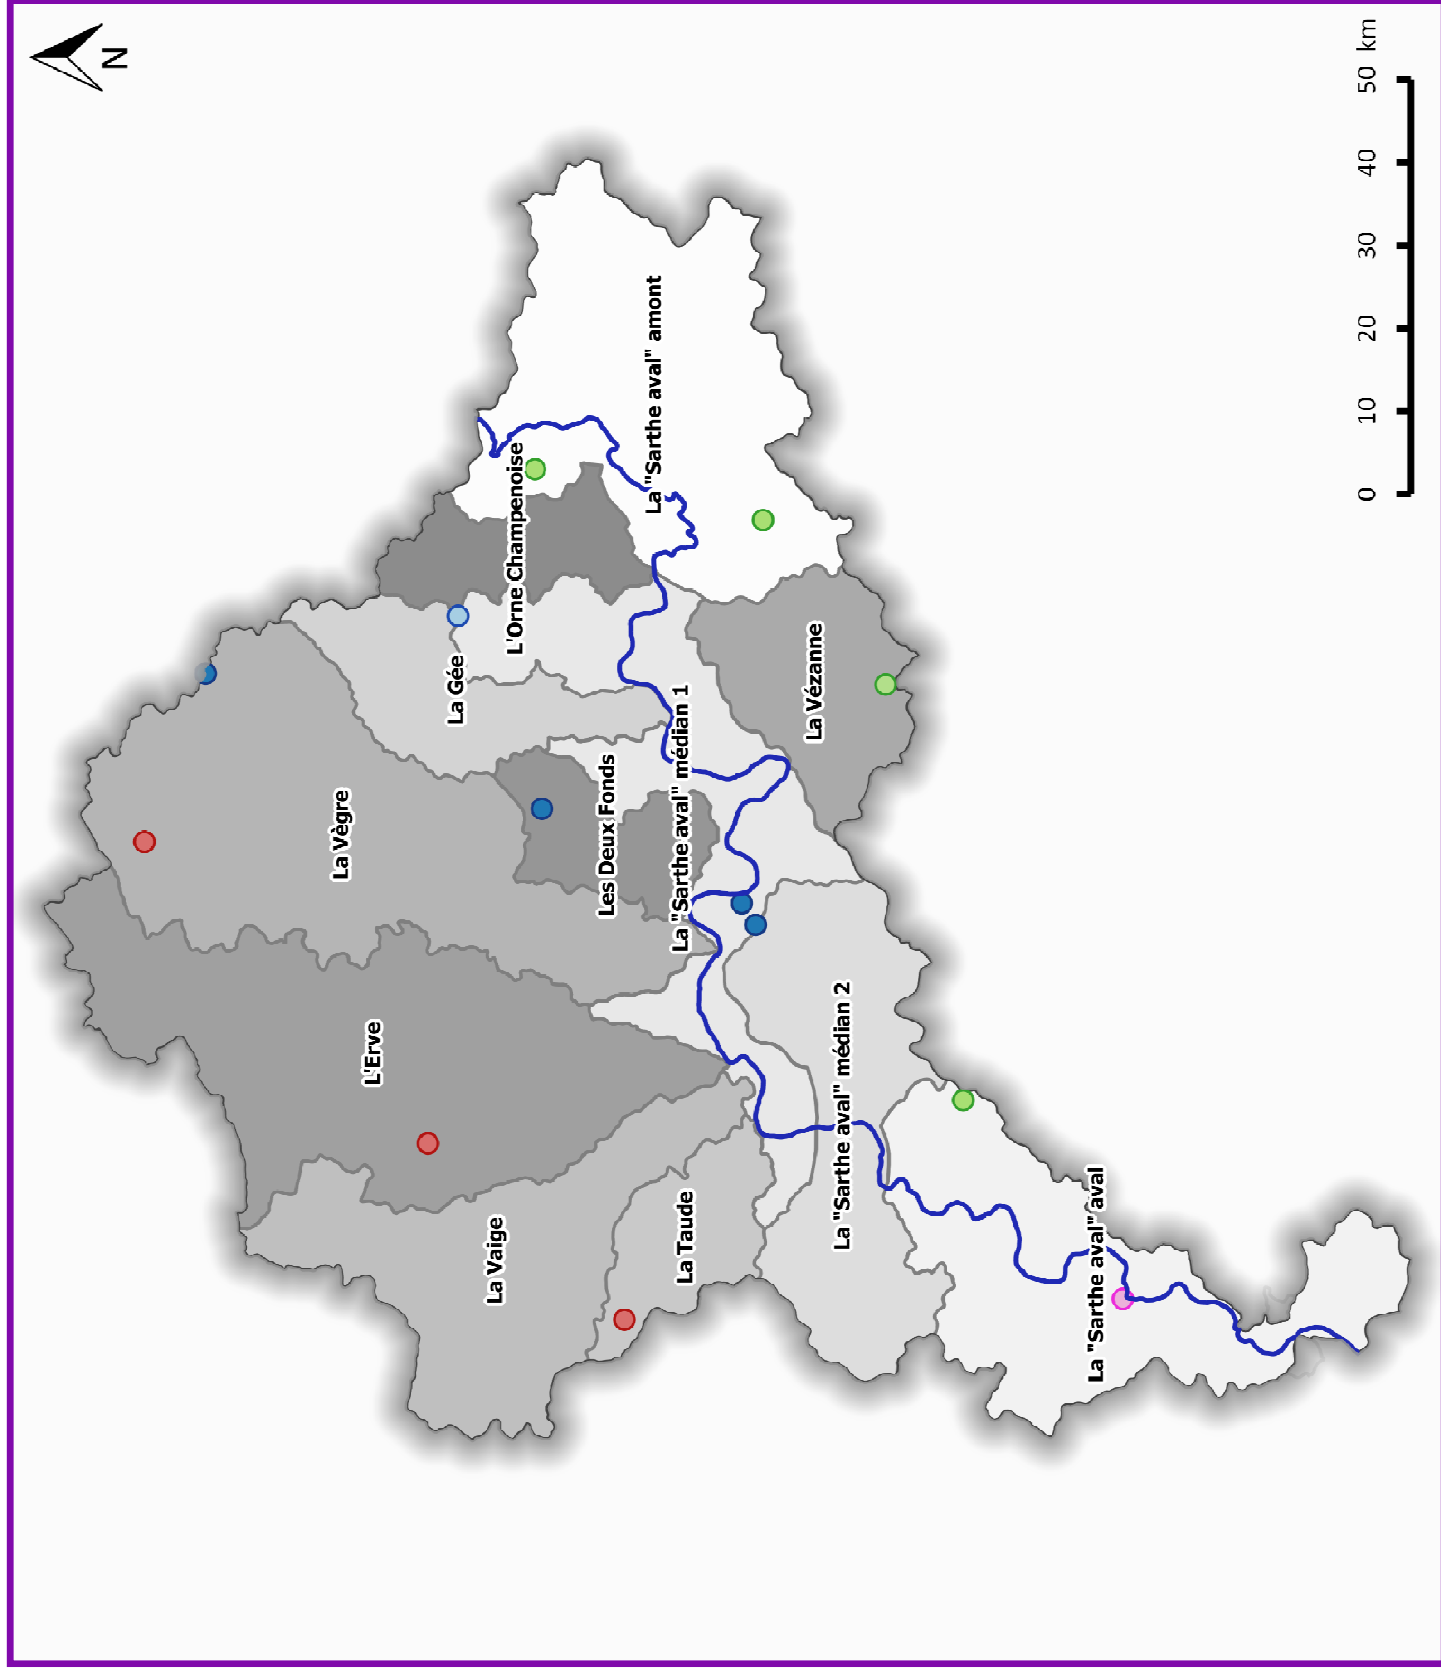 N
La Vègre
L'Erve
La Gée
L'Orne Champenoise
La Vaige
Les Deux Fonds
La "Sarthe aval" amont
La "Sarthe aval" médian 1
La Taude
La Vézanne
La "Sarthe aval" médian 2
La "Sarthe aval" aval
0 10 20 30 40 50 km